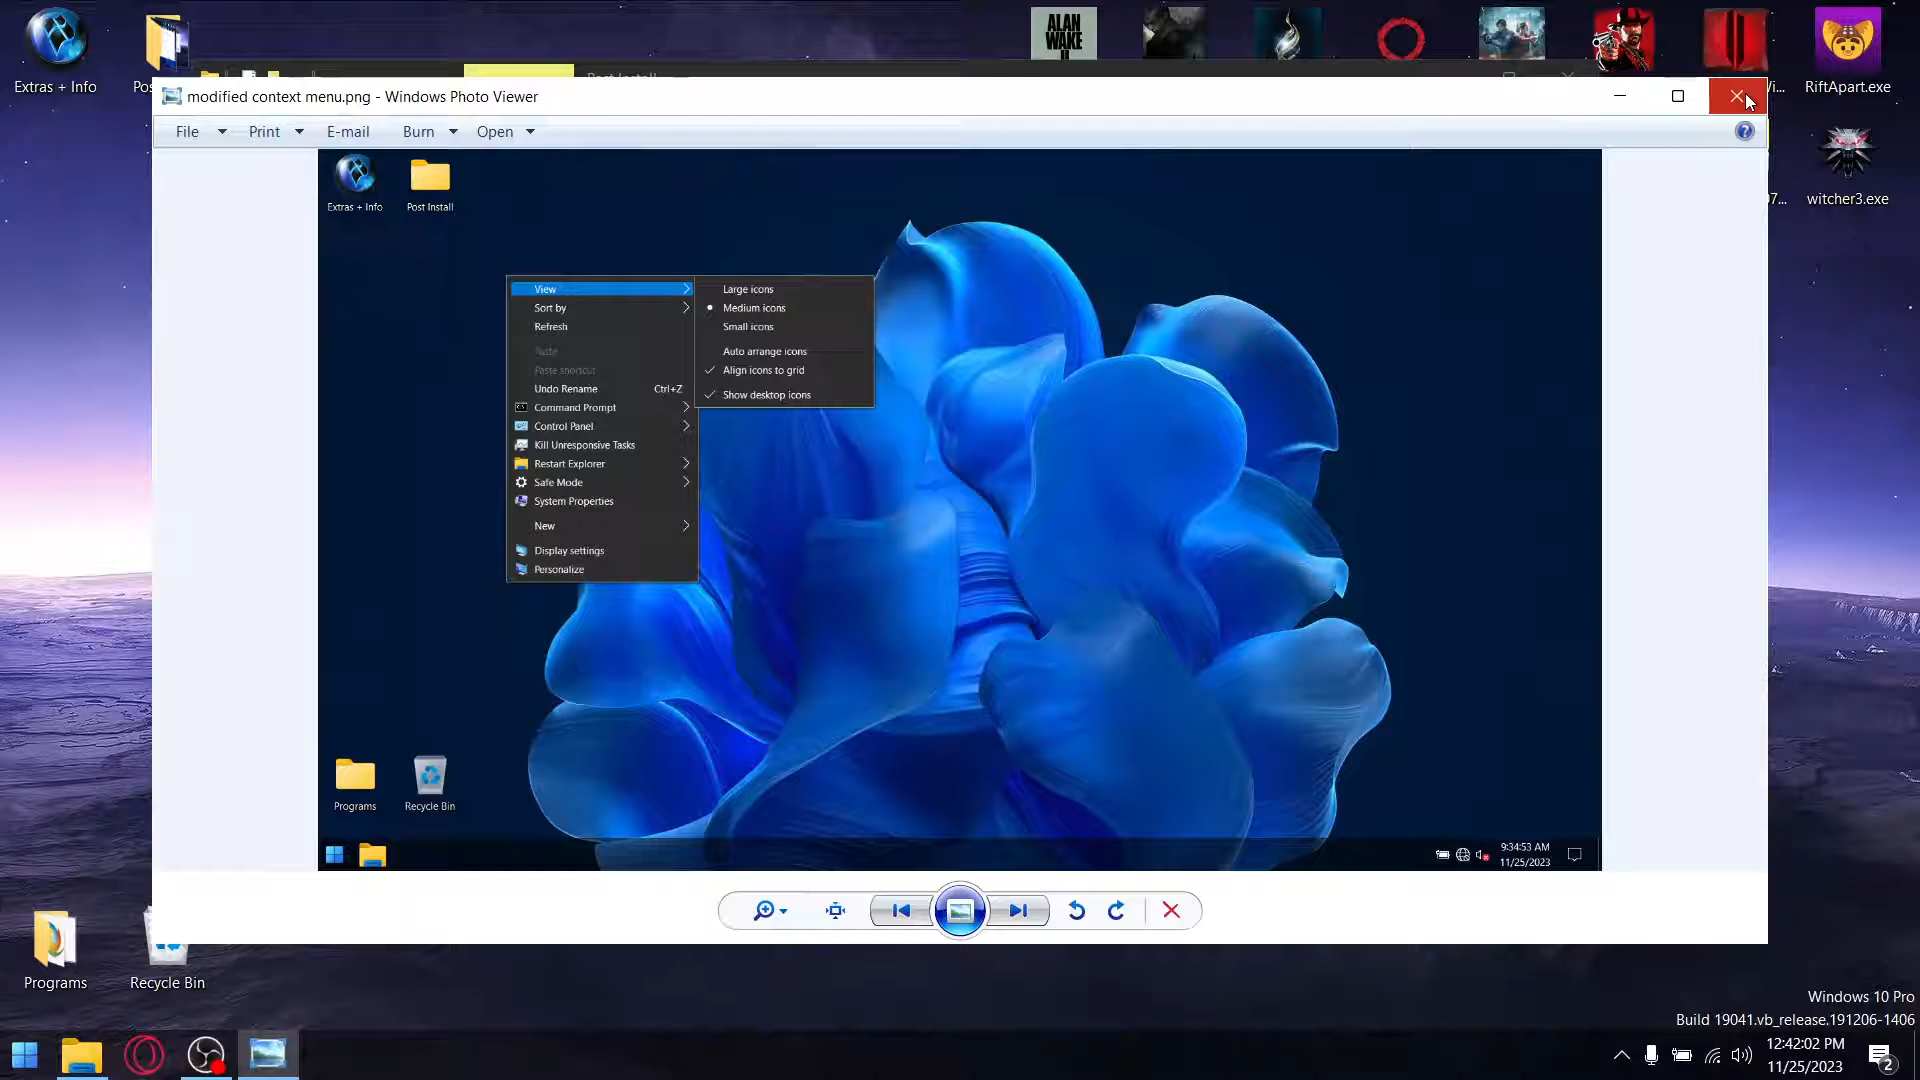 Extras + Info
Pos
Post Install
ALAN
WAKE
II
RiftApart.exe
witcher3.exe
modified context menu.png - Windows Photo Viewer
File
Print
E-mail
Burn
Open
Extras + Info
Post Install
View
Sort by
Refresh
Paste
Paste shortcut
Undo Rename Ctrl+Z
Command Prompt
Control Panel
Kill Unresponsive Tasks
Restart Explorer
Safe Mode
System Properties
New
Display settings
Personalize
Large icons
Medium icons
Small icons
Auto arrange icons
Align icons to grid
Show desktop icons
Programs
Recycle Bin
9:34:53 AM
11/25/2023
Programs
Recycle Bin
Windows 10 Pro
Build 19041.vb_release.191206-1406
12:42:02 PM
11/25/2023
2